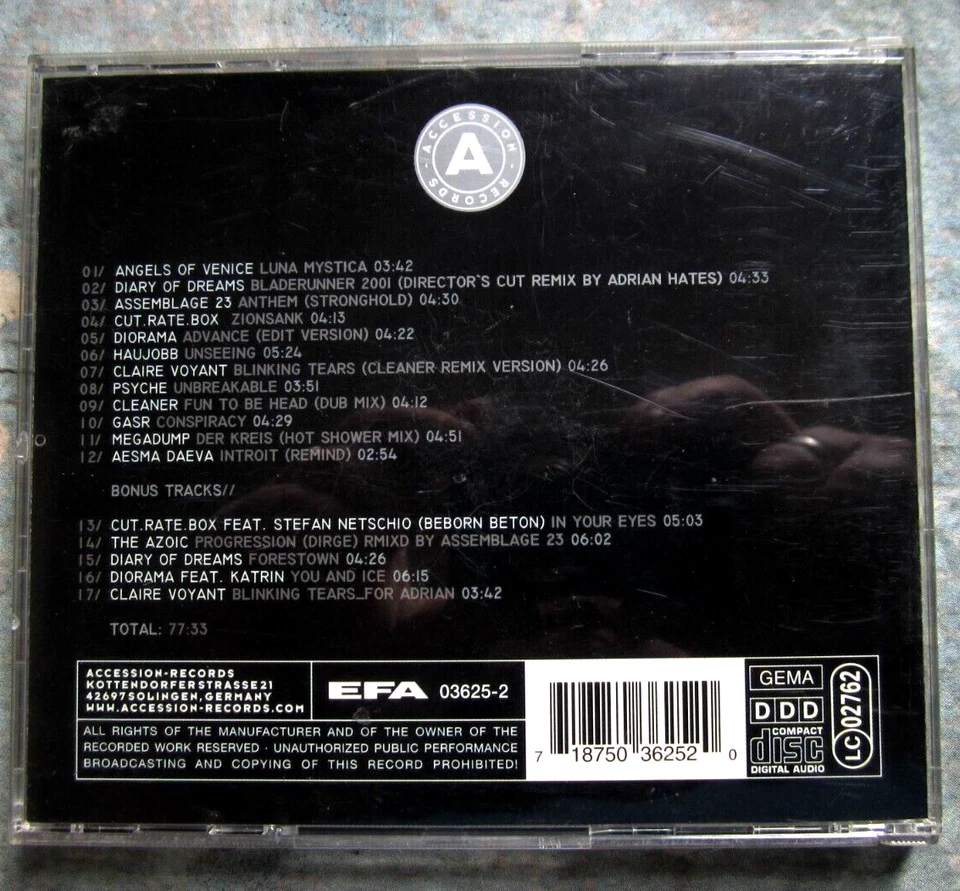 ACCESSION RECORDS
A
01/ ANGELS OF VENICE LUNA MYSTICA 03:42
02/ DIARY OF DREAMS BLADERUNNER 2001 (DIRECTOR'S CUT REMIX BY ADRIAN HATES) 04:33
03/ ASSEMBLAGE 23 ANTHEM (STRONGHOLD) 04:30
04/ CUT.RATE.BOX ZIONSANK 04:13
05/ DIORAMA ADVANCE (EDIT VERSION) 04:22
06/ HAUJOBB UNSEEING 05:24
07/ CLAIRE VOYANT BLINKING TEARS (CLEANER REMIX VERSION) 04:26
08/ PSYCHE UNBREAKABLE 03:51
09/ CLEANER FUN TO BE HEAD (DUB MIX) 04:12
10/ GASR CONSPIRACY 04:29
11/ MEGADUMP DER KREIS (HOT SHOWER MIX) 04:51
12/ AESMA DAEVA INTROIT (REMIND) 02:54
BONUS TRACKS//
13/ CUT.RATE.BOX FEAT. STEFAN NETSCHIO (BEBORN BETON) IN YOUR EYES 05:03
14/ THE AZOIC PROGRESSION (DIRGE) RMIXD BY ASSEMBLAGE 23 06:02
15/ DIARY OF DREAMS FORESTOWN 04:26
16/ DIORAMA FEAT. KATRIN YOU AND ICE 06:15
17/ CLAIRE VOYANT BLINKING TEARS_FOR ADRIAN 03:42
TOTAL: 77:33
ACCESSION-RECORDS
KOTTENDORFERSTRASSE21
42697SOLINGEN,GERMANY
WWW.ACCESSION-RECORDS.COM
EFA 03625-2
ALL RIGHTS OF THE MANUFACTURER AND OF THE OWNER OF THE
RECORDED WORK RESERVED · UNAUTHORIZED PUBLIC PERFORMANCE
BROADCASTING AND COPYING OF THIS RECORD PROHIBITED!
7 18750 36252 0
GEMA
DDD
COMPACT
disc
DIGITAL AUDIO
LC 02762